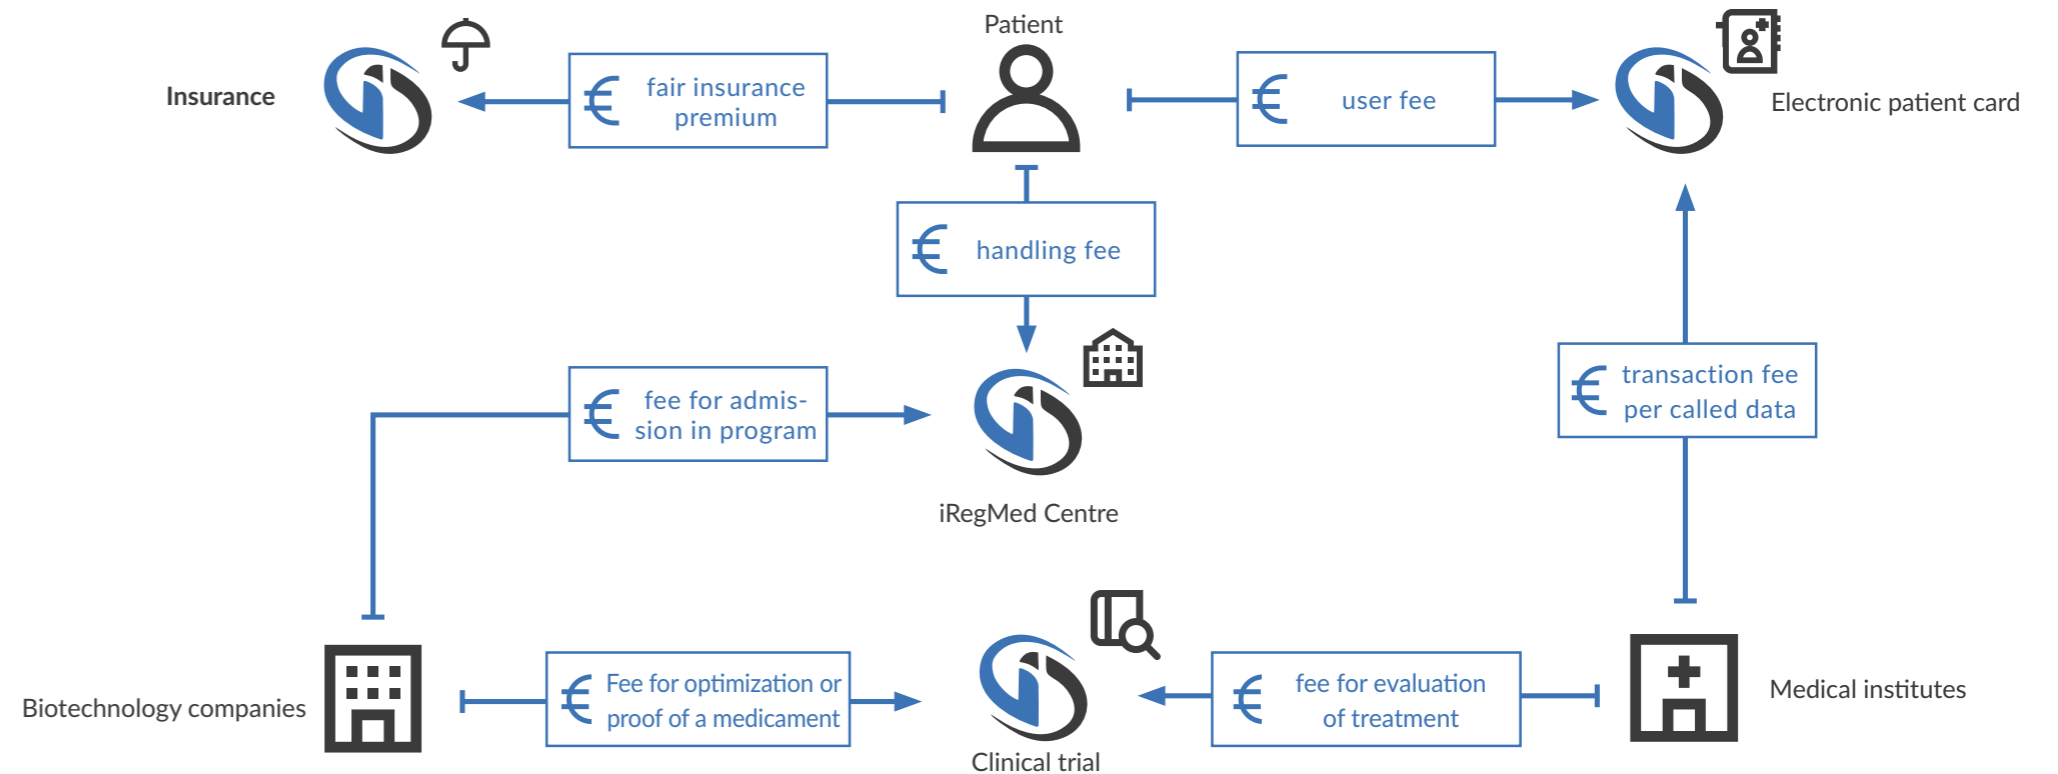 Patient
Insurance
€ fair insurance
premium
€ user fee
Electronic patient card
€ handling fee
€ transaction fee
per called data
€ fee for admis-
sion in program
iRegMed Centre
Biotechnology companies
€ Fee for optimization or
proof of a medicament
€ fee for evaluation
of treatment
Medical institutes
Clinical trial